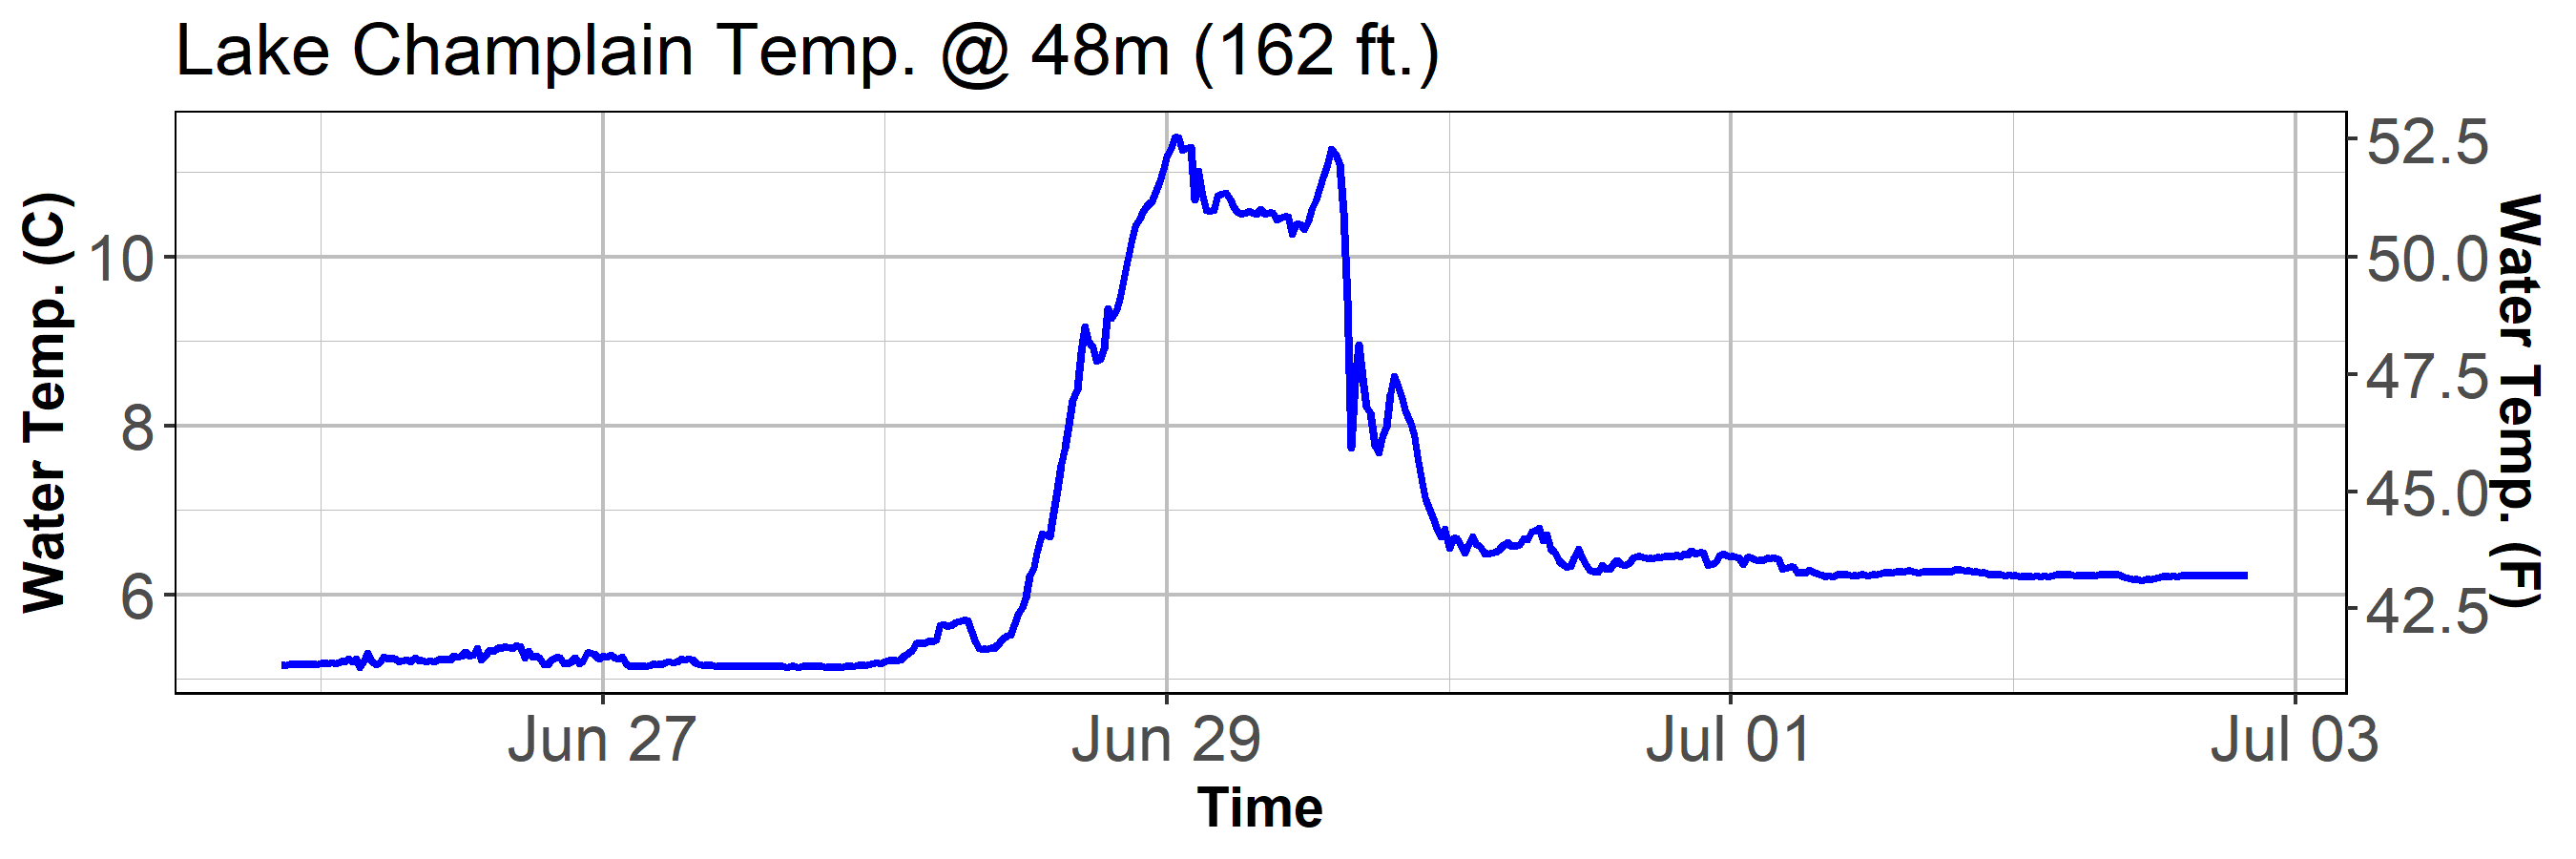 Lake Champlain Temp. @ 48m (162 ft.)
Water Temp. (C)
10
8
6
52.5
50.0
47.5
45.0
42.5
Water Temp. (F)
Jun 27
Jun 29
Jul 01
Jul 03
Time